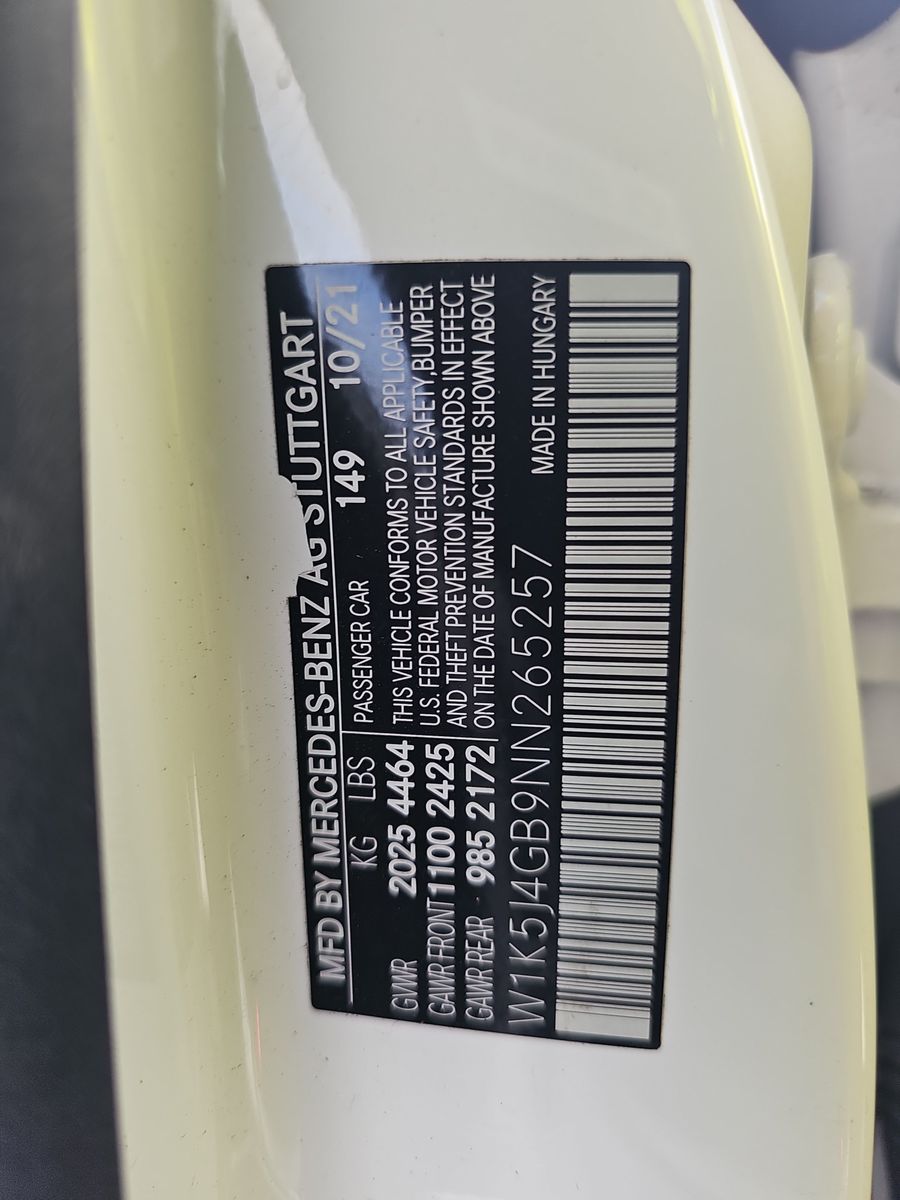 MFD BY MERCEDES-BENZ AG STUTTGART
KG LBS PASSENGER CAR 149 10/21
GVWR 2025 4464 THIS VEHICLE CONFORMS TO ALL APPLICABLE
GAWR FRONT 1100 2425 U.S. FEDERAL MOTOR VEHICLE SAFETY,BUMPER
GAWR REAR 985 2172 AND THEFT PREVENTION STANDARDS IN EFFECT
ON THE DATE OF MANUFACTURE SHOWN ABOVE
W1K5J4GB9NN265257 MADE IN HUNGARY